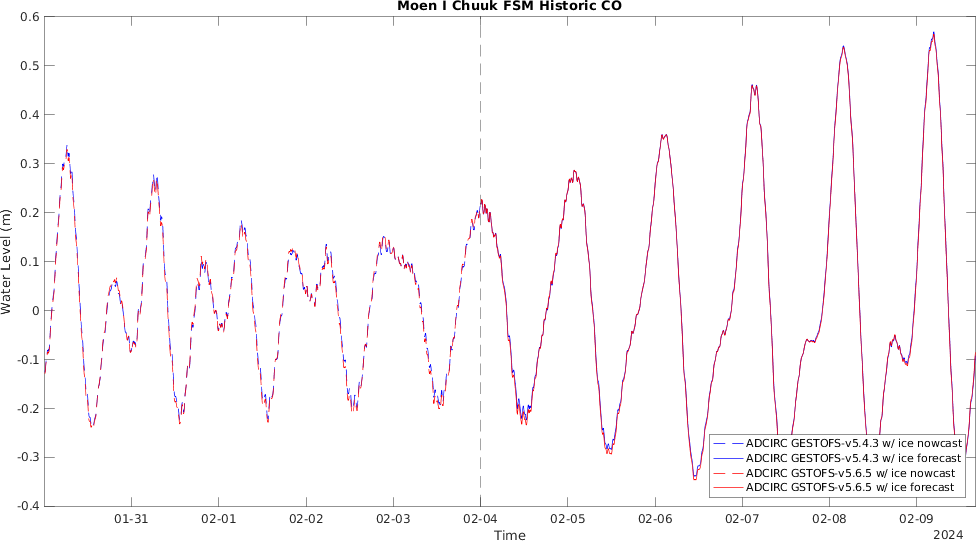 Moen I Chuuk FSM Historic CO
0.6
0.5
0.4
0.3
0.2
0.1
0
-0.1
-0.2
-0.3
-0.4
Water Level (m)
ADCIRC GESTOFS-v5.4.3 w/ ice nowcast
ADCIRC GESTOFS-v5.4.3 w/ ice forecast
ADCIRC GSTOFS-v5.6.5 w/ ice nowcast
ADCIRC GSTOFS-v5.6.5 w/ ice forecast
01-31 02-01 02-02 02-03 02-04 02-05 02-06 02-07 02-08 02-09
Time
2024